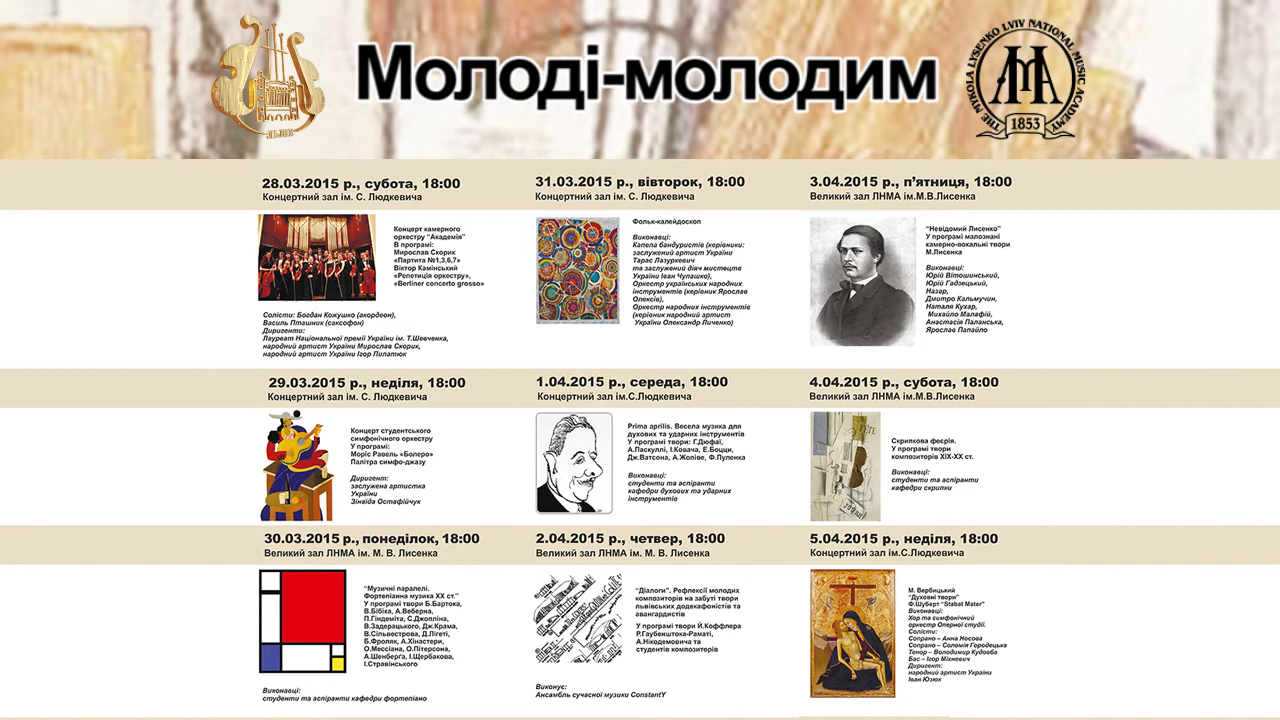 Молоді-молодим
THE MYKOLA LYSENKO LVIV NATIONAL MUSIC ACADEMY
1853
28.03.2015 р., субота, 18:00
Концертний зал ім. С. Людкевича
Концерт камерного
оркестру “Академія”
В програмі:
Мирослав Скорик
«Партита №1,3,6,7»
Віктор Камінський
«Репетиція оркестру»,
«Berliner concerto grosso»
Солісти: Богдан Кожушко (акордеон),
Василь Пташник (саксофон)
Диригенти:
Лауреат Національної премії України ім. Т.Шевченка,
народний артист України Мирослав Скорик,
народний артист України Ігор Пилатюк
31.03.2015 р., вівторок, 18:00
Концертний зал ім. С. Людкевича
Фольк-калейдоскоп
Виконавці:
Капела бандуристів (керівники:
заслужений артист України
Тарас Лазуркевич
та заслужений діяч мистецтв
України Іван Чупашко),
Оркестр українських народних
інструментів (керівник Ярослав
Олексів),
Оркестр народних інструментів
(керівник народний артист
України Олександр Личенко)
3.04.2015 р., п’ятниця, 18:00
Великий зал ЛНМА ім.М.В.Лисенка
“Невідомий Лисенко”
У програмі малознані
камерно-вокальні твори
М.Лисенка
Виконавці:
Юрій Вітошинський,
Юрій Гадзецький,
Назар,
Дмитро Кальмучин,
Наталя Кухар,
Михайло Малафій,
Анастасія Паланська,
Ярослав Папайло
29.03.2015 р., неділя, 18:00
Концертний зал ім. С. Людкевича
Концерт студентського
симфонічного оркестру
У програмі:
Моріс Равель «Болеро»
Палітра симфо-джазу
Диригент:
заслужена артистка
України
Зінаїда Остафійчук
1.04.2015 р., середа, 18:00
Концертний зал ім.С.Людкевича
Prima aprilis. Весела музика для
духових та ударних інструментів
У програмі твори: Г.Дюфаї,
А.Паскуллі, І.Ковача, Е.Боцци,
Дж.Ватсона, А.Жоліве, Ф.Пуленка
Виконавці:
студенти та аспіранти
кафедри духових та ударних
інструментів
4.04.2015 р., субота, 18:00
Великий зал ЛНМА ім.М.В.Лисенка
Скрипкова феєрія.
У програмі твори
композиторів ХІХ-ХХ ст.
Виконавці:
студенти та аспіранти
кафедри скрипки
30.03.2015 р., понеділок, 18:00
Великий зал ЛНМА ім. М. В. Лисенка
“Музичні паралелі.
Фортепіанна музика ХХ ст.”
У програмі твори Б.Бартока,
В.Бібіка, А.Веберна,
П.Гіндеміта, С.Джопліна,
В.Задерацького, Дж.Крама,
В.Сільвестрова, Д.Лігеті,
Б.Фроляк, А.Хінастери,
О.Мессіана, О.Пітерсона,
А.Шенберґа, І.Щербакова,
І.Стравінського
Виконавці:
студенти та аспіранти кафедри фортепіано
2.04.2015 р., четвер, 18:00
Великий зал ЛНМА ім. М. В. Лисенка
“Діалоги”. Рефлексії молодих
композиторів на забуті твори
львівських додекафоністів та
авангардистів
У програмі твори Й.Коффлера
Р.Гаубенштока-Раматі,
А.Нікодемовича та
студентів композиторів
Виконує:
Ансамбль сучасної музики ConstantY
5.04.2015 р., неділя, 18:00
Концертний зал ім.С.Людкевича
М. Вербицький
“Духовні твори”
Ф.Шуберт “Stabat Mater”
Виконавці:
Хор та симфонічний
оркестр Оперної студії.
Солісти:
Сопрано – Анна Носова
Сопрано – Соломія Городецька
Тенор – Володимир Кудовба
Бас – Ігор Міхневич
Диригент:
народний артист України
Іван Юзюк